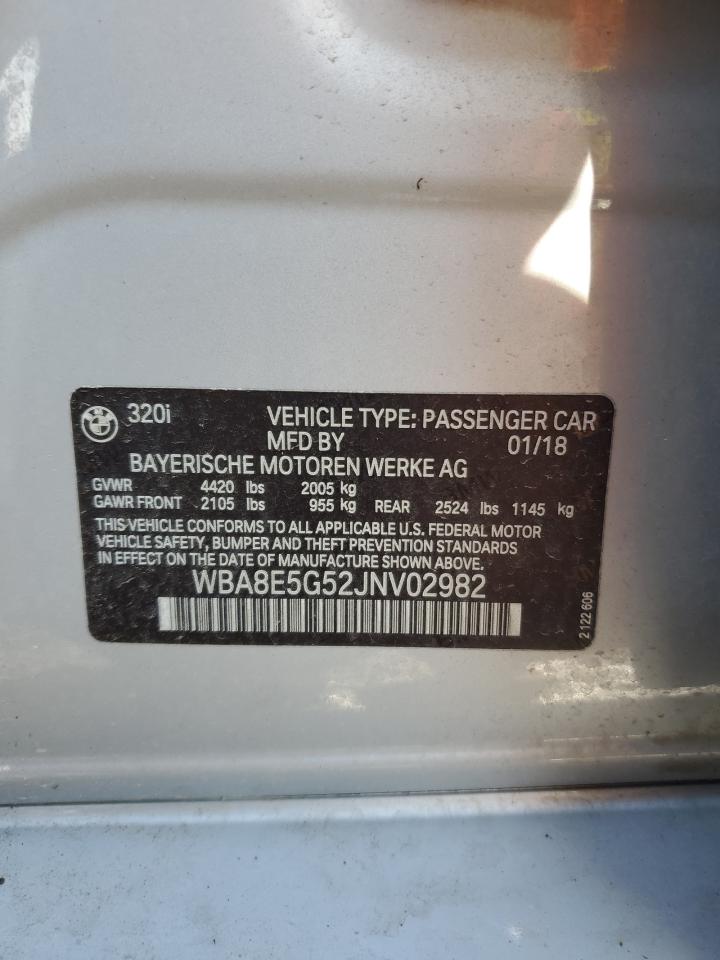 320i VEHICLE TYPE: PASSENGER CAR
MFD BY 01/18
BAYERISCHE MOTOREN WERKE AG
GVWR 4420 lbs 2005 kg
GAWR FRONT 2105 lbs 955 kg REAR 2524 lbs 1145 kg
THIS VEHICLE CONFORMS TO ALL APPLICABLE U.S. FEDERAL MOTOR
VEHICLE SAFETY, BUMPER AND THEFT PREVENTION STANDARDS
IN EFFECT ON THE DATE OF MANUFACTURE SHOWN ABOVE.
WBA8E5G52JNV02982
2 122 606